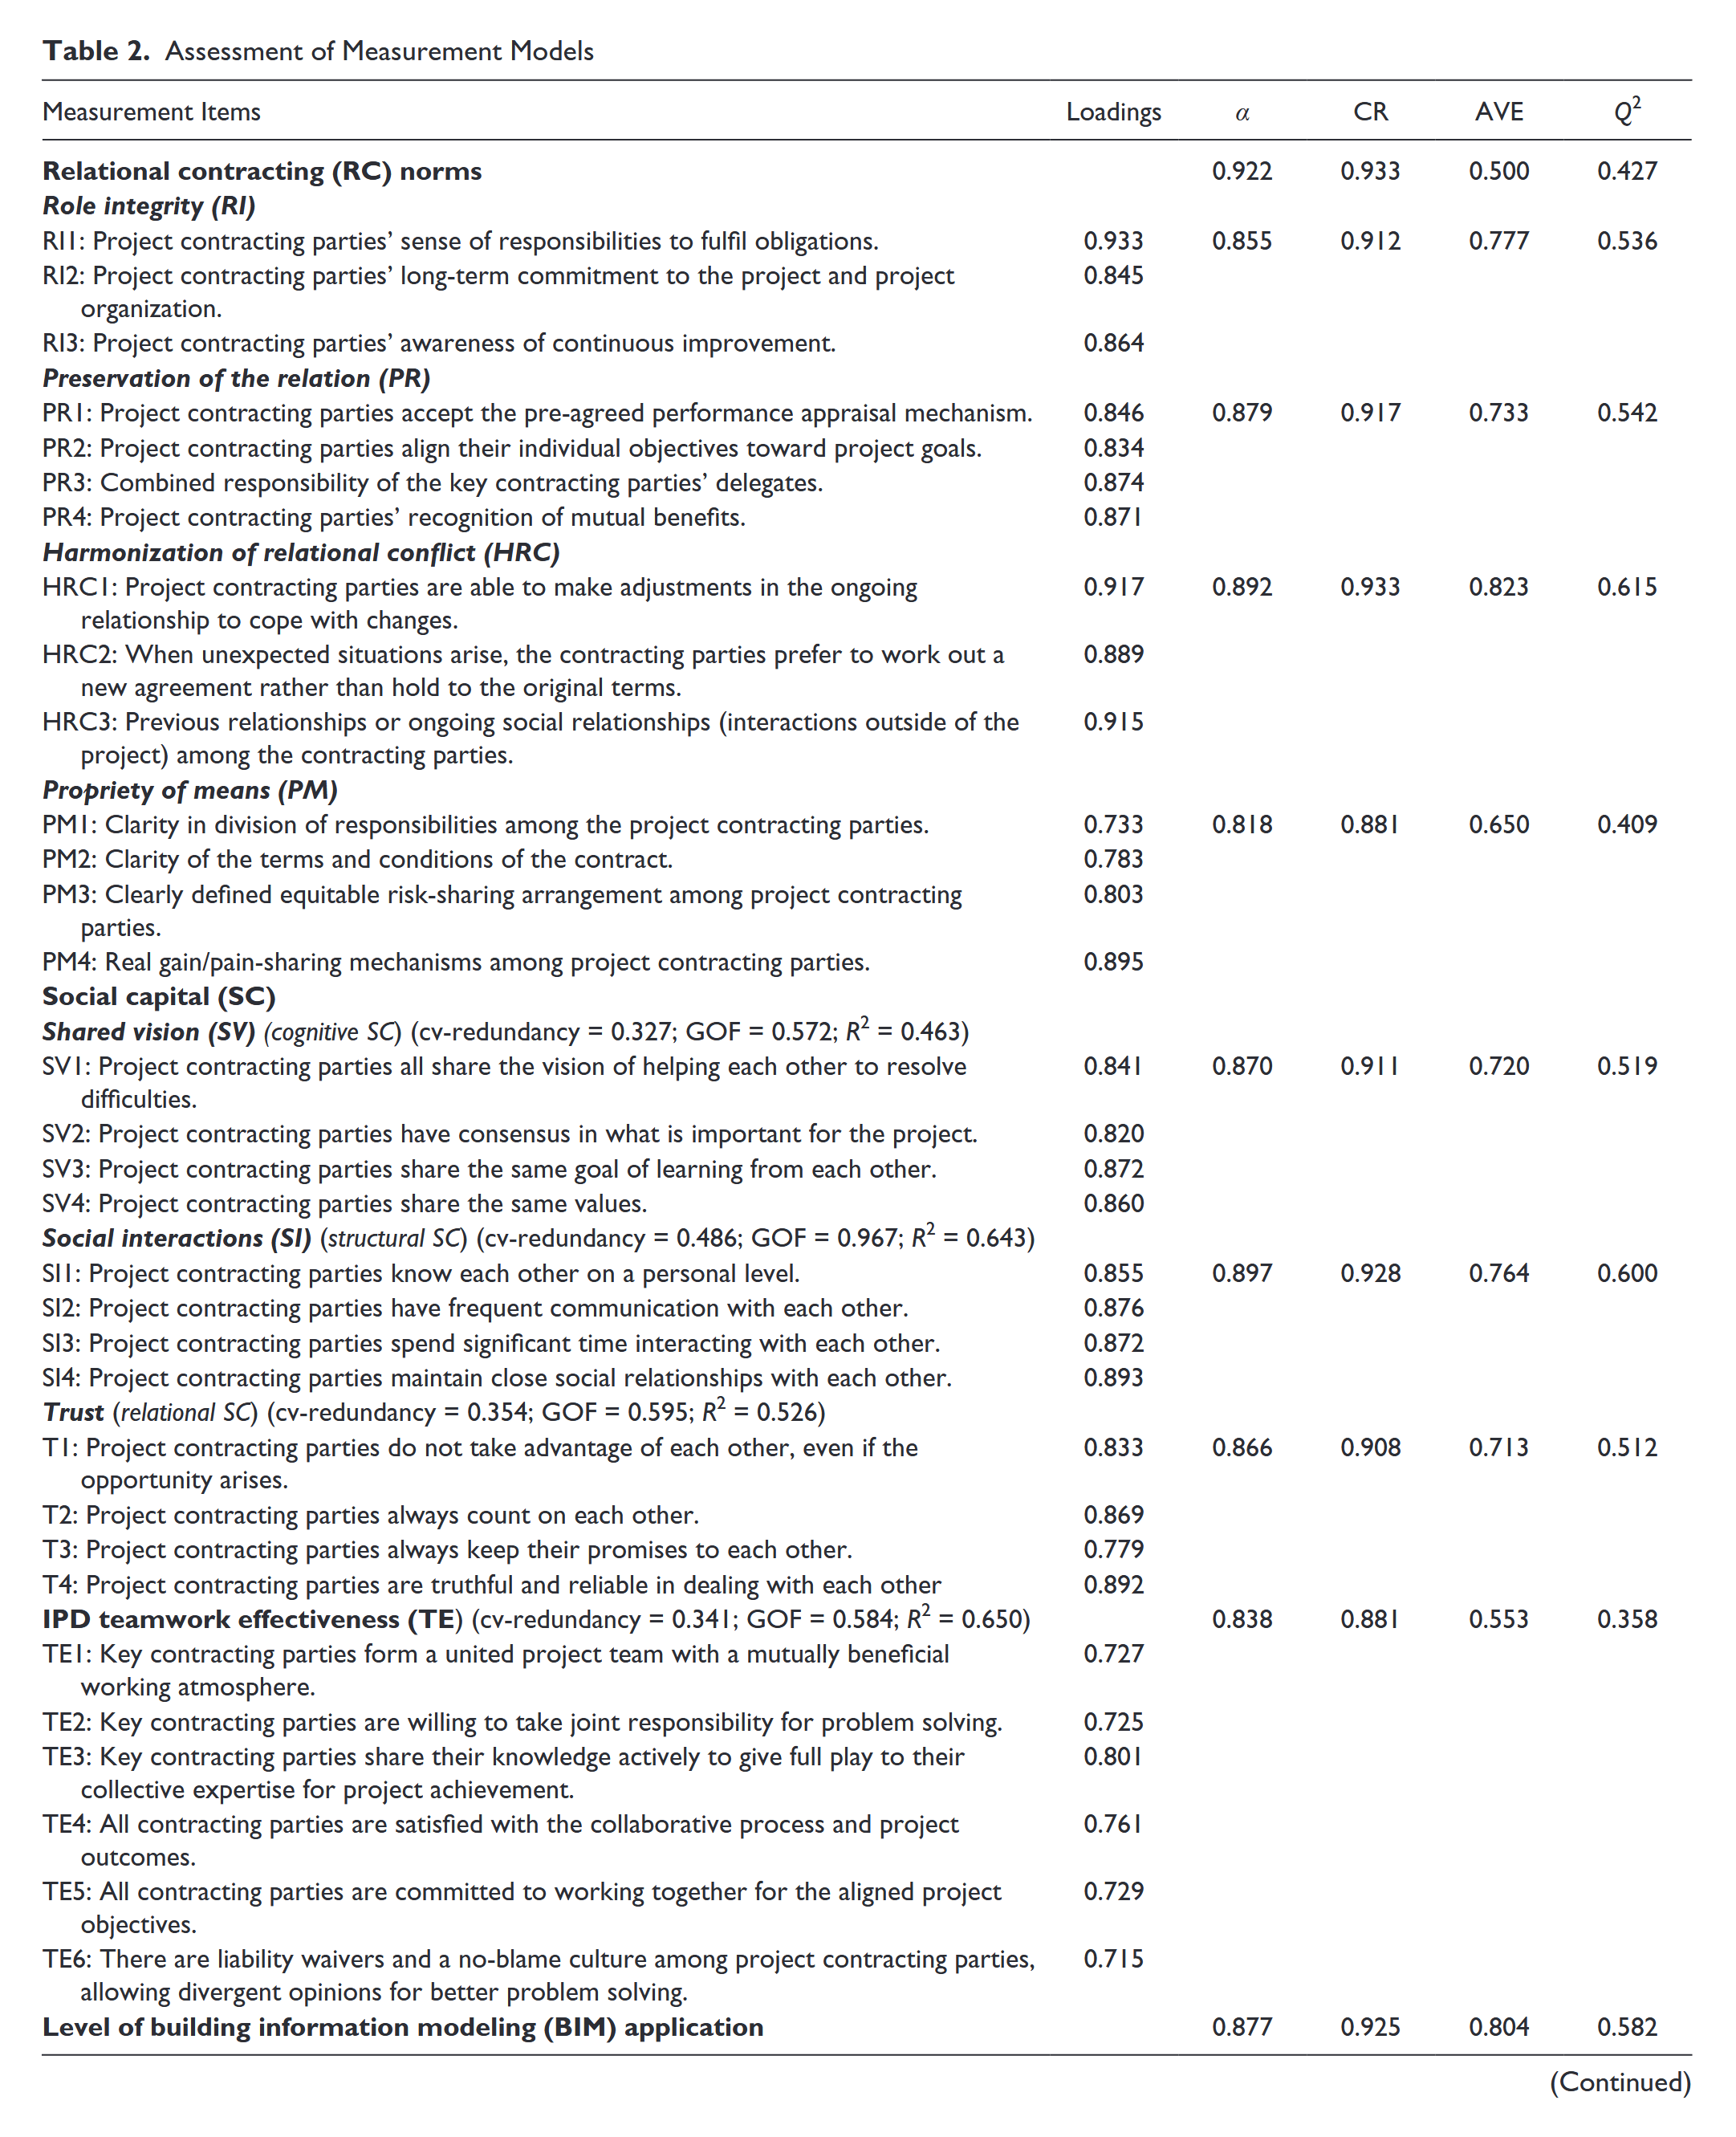 Table 2. Assessment of Measurement Models
Measurement Items Loadings α CR AVE Q²
Relational contracting (RC) norms 0.922 0.933 0.500 0.427
Role integrity (RI)
RI1: Project contracting parties’ sense of responsibilities to fulfil obligations. 0.933 0.855 0.912 0.777 0.536
RI2: Project contracting parties’ long-term commitment to the project and project 0.845
organization.
RI3: Project contracting parties’ awareness of continuous improvement. 0.864
Preservation of the relation (PR)
PR1: Project contracting parties accept the pre-agreed performance appraisal mechanism. 0.846 0.879 0.917 0.733 0.542
PR2: Project contracting parties align their individual objectives toward project goals. 0.834
PR3: Combined responsibility of the key contracting parties’ delegates. 0.874
PR4: Project contracting parties’ recognition of mutual benefits. 0.871
Harmonization of relational conflict (HRC)
HRC1: Project contracting parties are able to make adjustments in the ongoing 0.917 0.892 0.933 0.823 0.615
relationship to cope with changes.
HRC2: When unexpected situations arise, the contracting parties prefer to work out a 0.889
new agreement rather than hold to the original terms.
HRC3: Previous relationships or ongoing social relationships (interactions outside of the 0.915
project) among the contracting parties.
Propriety of means (PM)
PM1: Clarity in division of responsibilities among the project contracting parties. 0.733 0.818 0.881 0.650 0.409
PM2: Clarity of the terms and conditions of the contract. 0.783
PM3: Clearly defined equitable risk-sharing arrangement among project contracting 0.803
parties.
PM4: Real gain/pain-sharing mechanisms among project contracting parties. 0.895
Social capital (SC)
Shared vision (SV) (cognitive SC) (cv-redundancy = 0.327; GOF = 0.572; R² = 0.463)
SV1: Project contracting parties all share the vision of helping each other to resolve 0.841 0.870 0.911 0.720 0.519
difficulties.
SV2: Project contracting parties have consensus in what is important for the project. 0.820
SV3: Project contracting parties share the same goal of learning from each other. 0.872
SV4: Project contracting parties share the same values. 0.860
Social interactions (SI) (structural SC) (cv-redundancy = 0.486; GOF = 0.967; R² = 0.643)
SI1: Project contracting parties know each other on a personal level. 0.855 0.897 0.928 0.764 0.600
SI2: Project contracting parties have frequent communication with each other. 0.876
SI3: Project contracting parties spend significant time interacting with each other. 0.872
SI4: Project contracting parties maintain close social relationships with each other. 0.893
Trust (relational SC) (cv-redundancy = 0.354; GOF = 0.595; R² = 0.526)
T1: Project contracting parties do not take advantage of each other, even if the 0.833 0.866 0.908 0.713 0.512
opportunity arises.
T2: Project contracting parties always count on each other. 0.869
T3: Project contracting parties always keep their promises to each other. 0.779
T4: Project contracting parties are truthful and reliable in dealing with each other 0.892
IPD teamwork effectiveness (TE) (cv-redundancy = 0.341; GOF = 0.584; R² = 0.650) 0.838 0.881 0.553 0.358
TE1: Key contracting parties form a united project team with a mutually beneficial 0.727
working atmosphere.
TE2: Key contracting parties are willing to take joint responsibility for problem solving. 0.725
TE3: Key contracting parties share their knowledge actively to give full play to their 0.801
collective expertise for project achievement.
TE4: All contracting parties are satisfied with the collaborative process and project 0.761
outcomes.
TE5: All contracting parties are committed to working together for the aligned project 0.729
objectives.
TE6: There are liability waivers and a no-blame culture among project contracting parties, 0.715
allowing divergent opinions for better problem solving.
Level of building information modeling (BIM) application 0.877 0.925 0.804 0.582
(Continued)